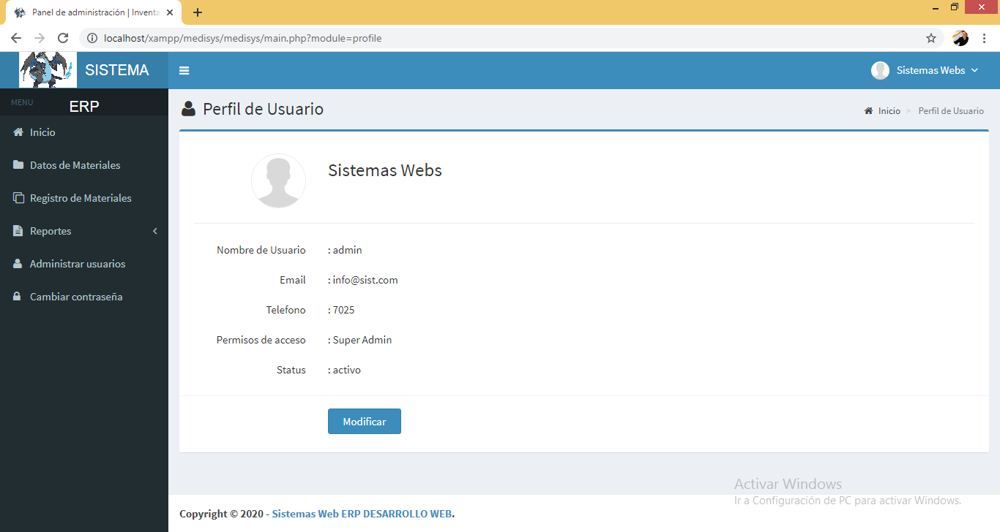 Panel de administración | Inventa
localhost/xampp/medisys/medisys/main.php?module=profile
SISTEMA
Sistemas Webs
MENU
ERP
Inicio
Datos de Materiales
Registro de Materiales
Reportes
Administrar usuarios
Cambiar contraseña
Perfil de Usuario
Inicio > Perfil de Usuario
Sistemas Webs
Nombre de Usuario : admin
Email : info@sist.com
Telefono : 7025
Permisos de acceso : Super Admin
Status : activo
Modificar
Activar Windows
Ir a Configuración de PC para activar Windows.
Copyright © 2020 - Sistemas Web ERP DESARROLLO WEB.